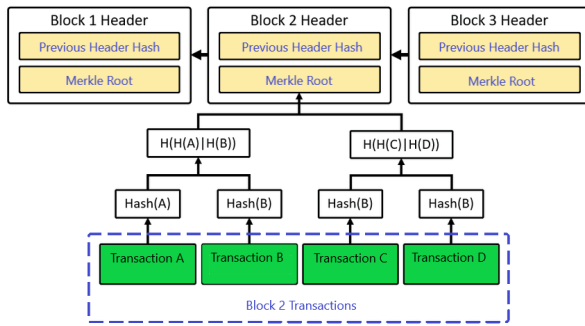 Block 1 Header
Block 2 Header
Block 3 Header
Previous Header Hash
Previous Header Hash
Previous Header Hash
Merkle Root
Merkle Root
Merkle Root
H(H(A)|H(B))
H(H(C)|H(D))
Hash(A)
Hash(B)
Hash(B)
Hash(B)
Transaction A
Transaction B
Transaction C
Transaction D
Block 2 Transactions